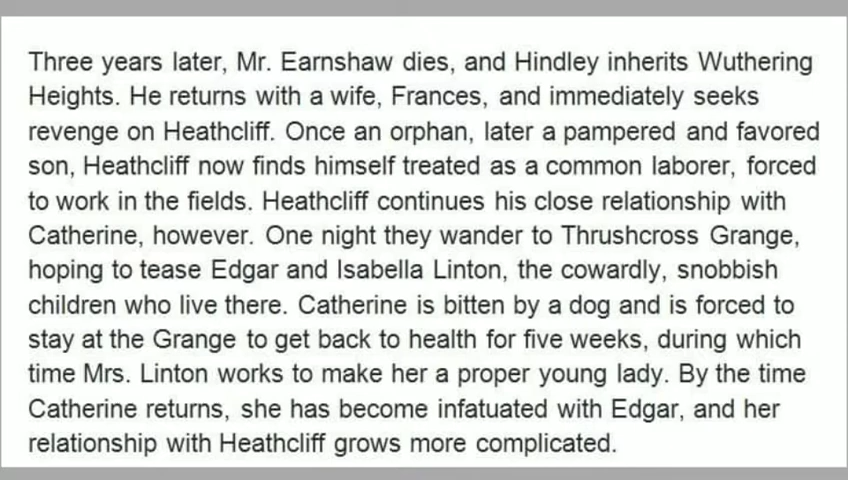 Three years later, Mr. Earnshaw dies, and Hindley inherits Wuthering
Heights. He returns with a wife, Frances, and immediately seeks
revenge on Heathcliff. Once an orphan, later a pampered and favored
son, Heathcliff now finds himself treated as a common laborer, forced
to work in the fields. Heathcliff continues his close relationship with
Catherine, however. One night they wander to Thrushcross Grange,
hoping to tease Edgar and Isabella Linton, the cowardly, snobbish
children who live there. Catherine is bitten by a dog and is forced to
stay at the Grange to get back to health for five weeks, during which
time Mrs. Linton works to make her a proper young lady. By the time
Catherine returns, she has become infatuated with Edgar, and her
relationship with Heathcliff grows more complicated.